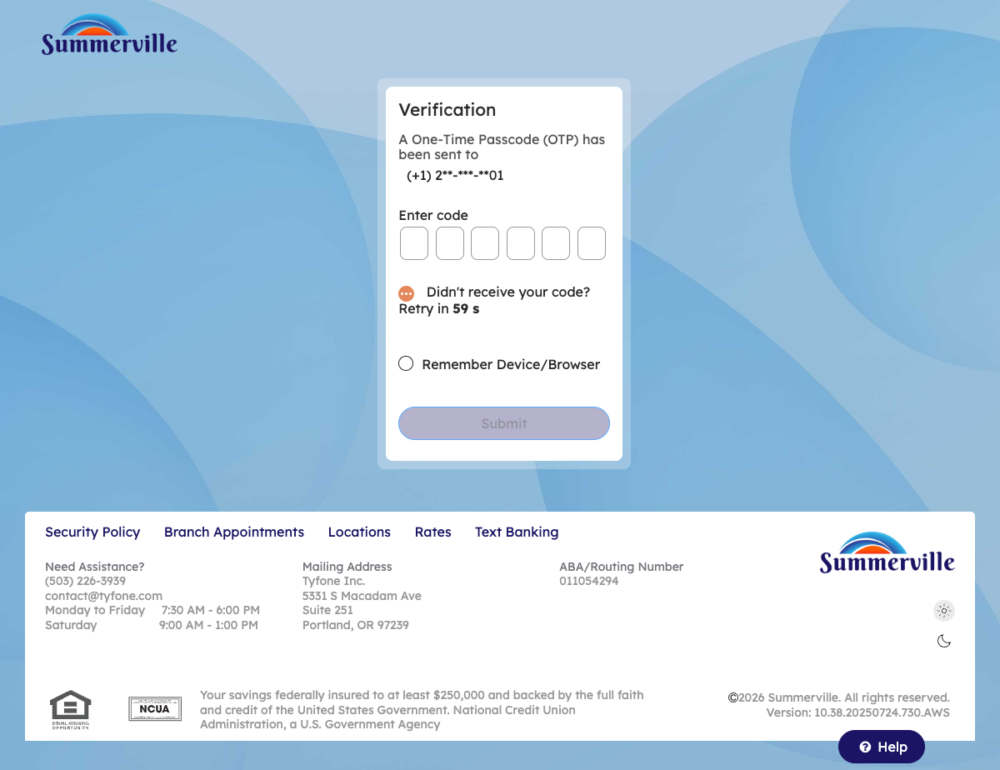 Summerville
Verification
A One-Time Passcode (OTP) has
been sent to
(+1) 2**-***-**01
Enter code
Didn't receive your code?
Retry in 59 s
Remember Device/Browser
Submit
Security Policy Branch Appointments Locations Rates Text Banking
Summerville
Need Assistance?
(503) 226-3939
contact@tyfone.com
Monday to Friday 7:30 AM - 6:00 PM
Saturday 9:00 AM - 1:00 PM
Mailing Address
Tyfone Inc.
5331 S Macadam Ave
Suite 251
Portland, OR 97239
ABA/Routing Number
011054294
EQUAL HOUSING
OPPORTUNITY
NCUA
Your savings federally insured to at least $250,000 and backed by the full faith
and credit of the United States Government. National Credit Union
Administration, a U.S. Government Agency
©2026 Summerville. All rights reserved.
Version: 10.38.20250724.730.AWS
Help